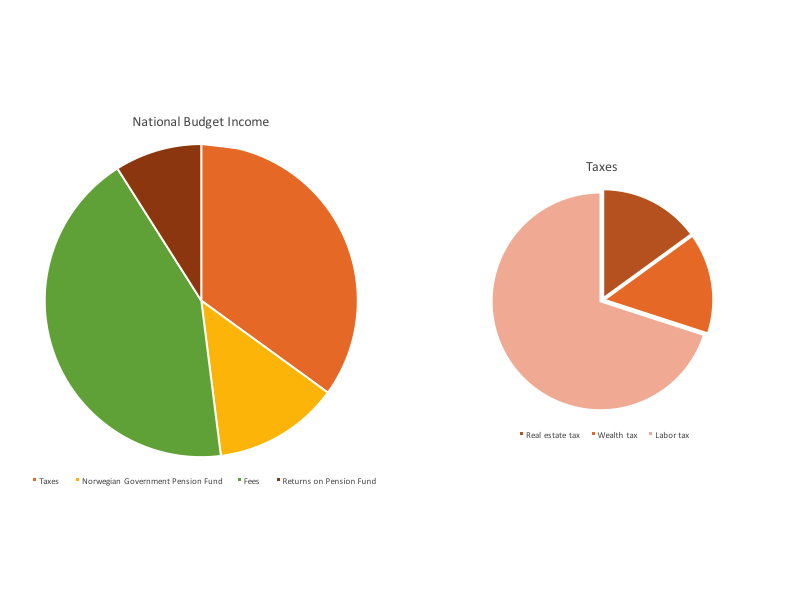 National Budget Income
Taxes
Taxes Norwegian Government Pension Fund Fees Returns on Pension Fund
Real estate tax Wealth tax Labor tax